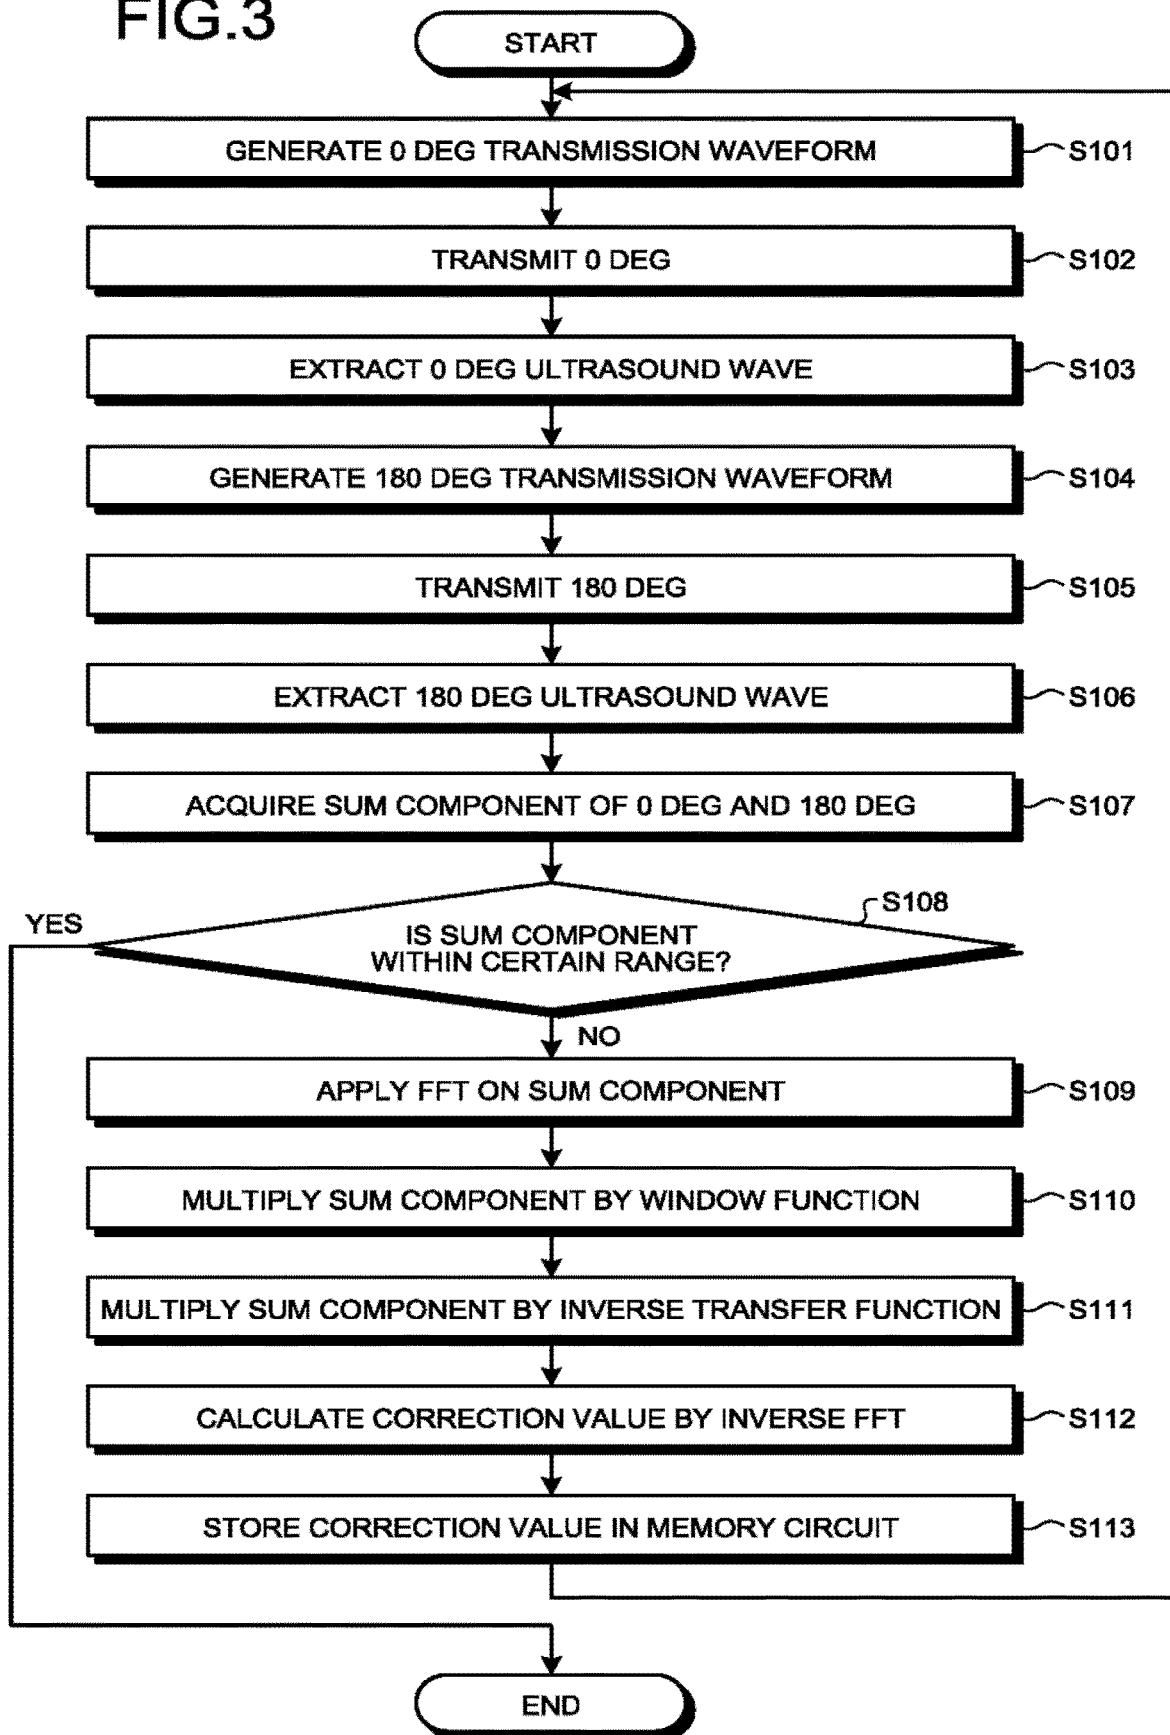 FIG.3
START
GENERATE 0 DEG TRANSMISSION WAVEFORM
S101
TRANSMIT 0 DEG
S102
EXTRACT 0 DEG ULTRASOUND WAVE
S103
GENERATE 180 DEG TRANSMISSION WAVEFORM
S104
TRANSMIT 180 DEG
S105
EXTRACT 180 DEG ULTRASOUND WAVE
S106
ACQUIRE SUM COMPONENT OF 0 DEG AND 180 DEG
S107
S108
YES
IS SUM COMPONENT
WITHIN CERTAIN RANGE?
NO
APPLY FFT ON SUM COMPONENT
S109
MULTIPLY SUM COMPONENT BY WINDOW FUNCTION
S110
MULTIPLY SUM COMPONENT BY INVERSE TRANSFER FUNCTION
S111
CALCULATE CORRECTION VALUE BY INVERSE FFT
S112
STORE CORRECTION VALUE IN MEMORY CIRCUIT
S113
END